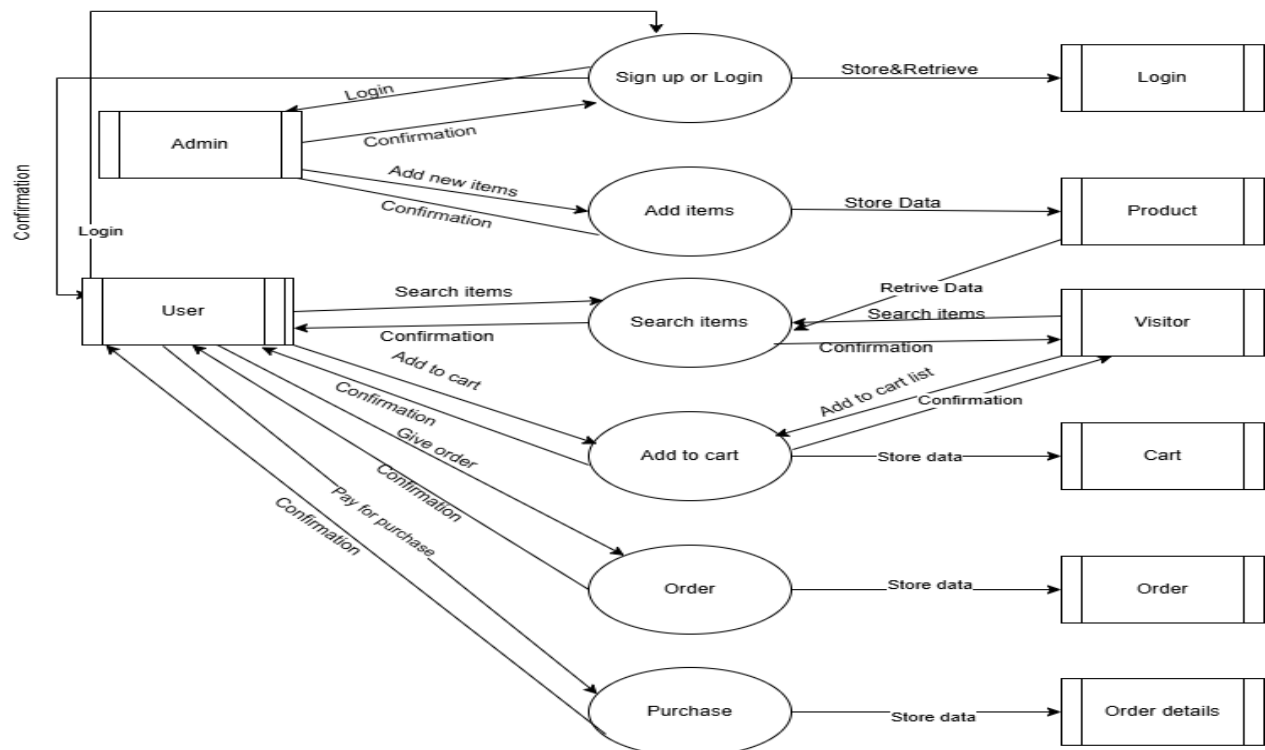 Sign up or Login
Store&Retrieve
Login
Login
Admin
Confirmation
Add new items
Confirmation
Add items
Store Data
Product
Confirmation
Login
User
Search items
Confirmation
Search items
Retrive Data
Search items
Confirmation
Visitor
Add to cart
Confirmation
Add to cart list
Confirmation
Add to cart
Store data
Cart
Give order
Confirmation
Order
Store data
Order
Pay for purchase
Confirmation
Purchase
Store data
Order details